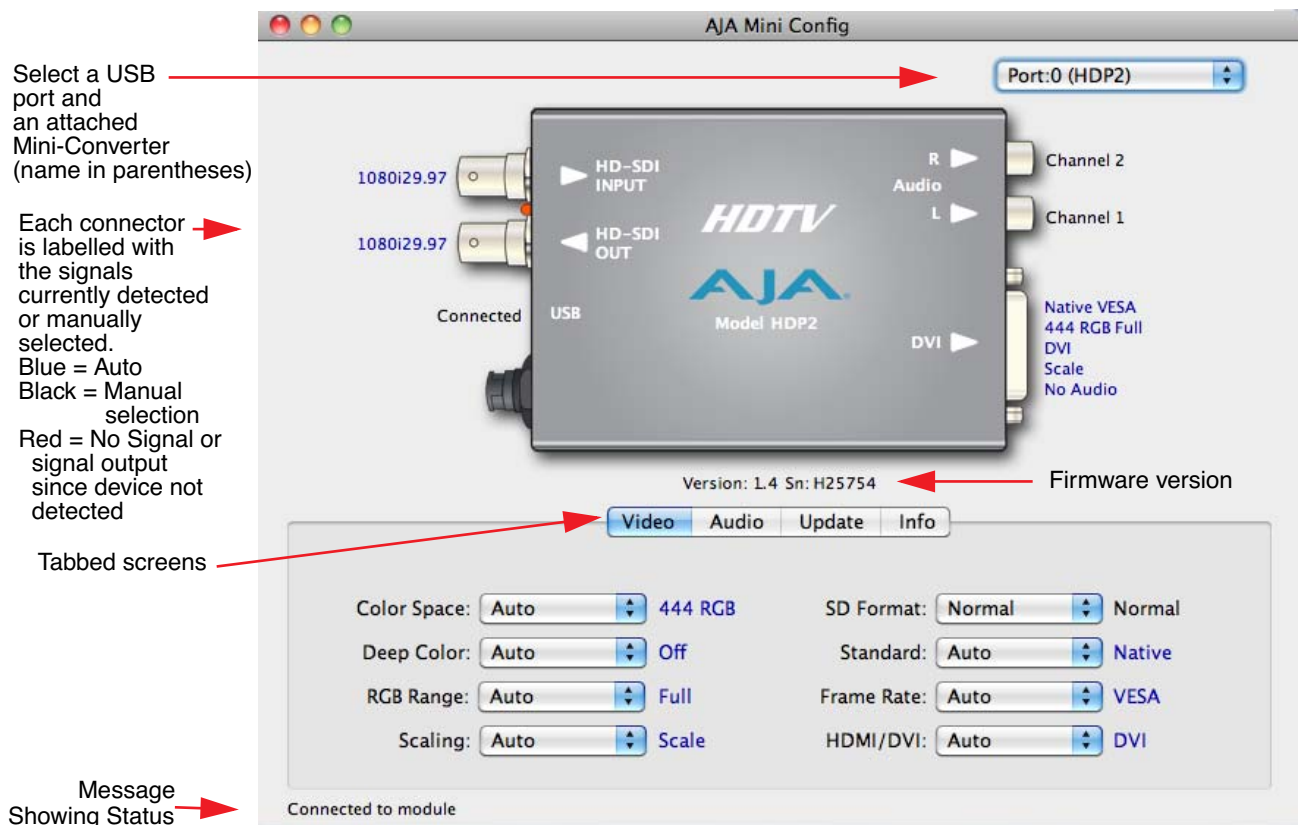 AJA Mini Config
Select a USB
port and
an attached
Mini-Converter
(name in parentheses)
Port:0 (HDP2)
Each connector
is labelled with
the signals
currently detected
or manually
selected.
Blue = Auto
Black = Manual
selection
Red = No Signal or
signal output
since device not
detected
1080i29.97
HD-SDI
INPUT
1080i29.97
HD-SDI
OUT
Connected
USB
HDTV
AJA
Model HDP2
R
Audio
L
DVI
Channel 2
Channel 1
Native VESA
444 RGB Full
DVI
Scale
No Audio
Version: 1.4 Sn: H25754
Firmware version
Tabbed screens
Video Audio Update Info
Color Space: Auto 444 RGB SD Format: Normal Normal
Deep Color: Auto Off Standard: Auto Native
RGB Range: Auto Full Frame Rate: Auto VESA
Scaling: Auto Scale HDMI/DVI: Auto DVI
Message
Showing Status
Connected to module